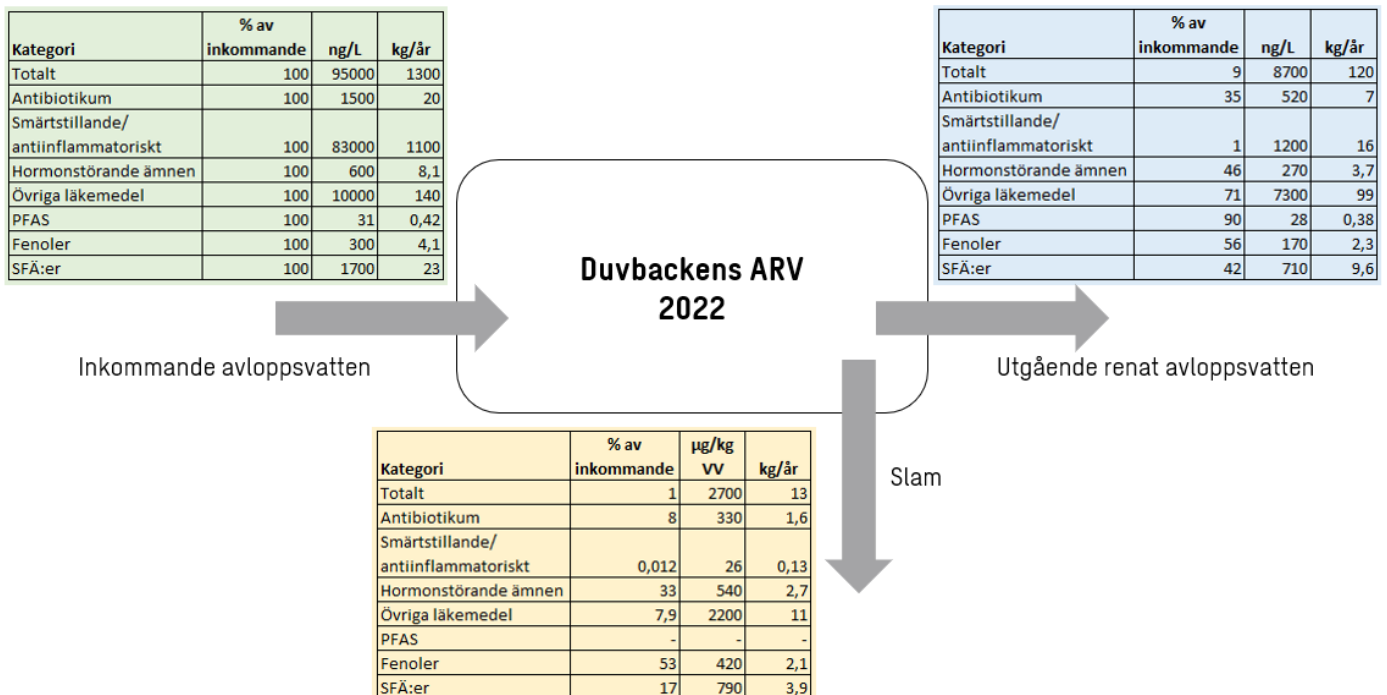 % av
Kategori inkommande ng/L kg/år
Totalt 100 95000 1300
Antibiotikum 100 1500 20
Smärtstillande/
antiinflammatoriskt 100 83000 1100
Hormonstörande ämnen 100 600 8,1
Övriga läkemedel 100 10000 140
PFAS 100 31 0,42
Fenoler 100 300 4,1
SFÄ:er 100 1700 23
% av
Kategori inkommande ng/L kg/år
Totalt 9 8700 120
Antibiotikum 35 520 7
Smärtstillande/
antiinflammatoriskt 1 1200 16
Hormonstörande ämnen 46 270 3,7
Övriga läkemedel 71 7300 99
PFAS 90 28 0,38
Fenoler 56 170 2,3
SFÄ:er 42 710 9,6
Duvbackens ARV
2022
Inkommande avloppsvatten
Utgående renat avloppsvatten
Slam
% av µg/kg
Kategori inkommande VV kg/år
Totalt 1 2700 13
Antibiotikum 8 330 1,6
Smärtstillande/
antiinflammatoriskt 0,012 26 0,13
Hormonstörande ämnen 33 540 2,7
Övriga läkemedel 7,9 2200 11
PFAS - - -
Fenoler 53 420 2,1
SFÄ:er 17 790 3,9